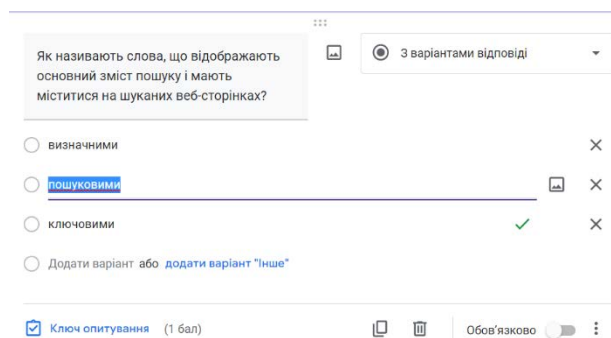 Як називають слова, що відображають
основний зміст пошуку і мають
міститися на шуканих веб-сторінках?
З варіантами відповіді
визначними
пошуковими
ключовими
Додати варіант або додати варіант "Інше"
Ключ опитування (1 бал)
Обов'язково